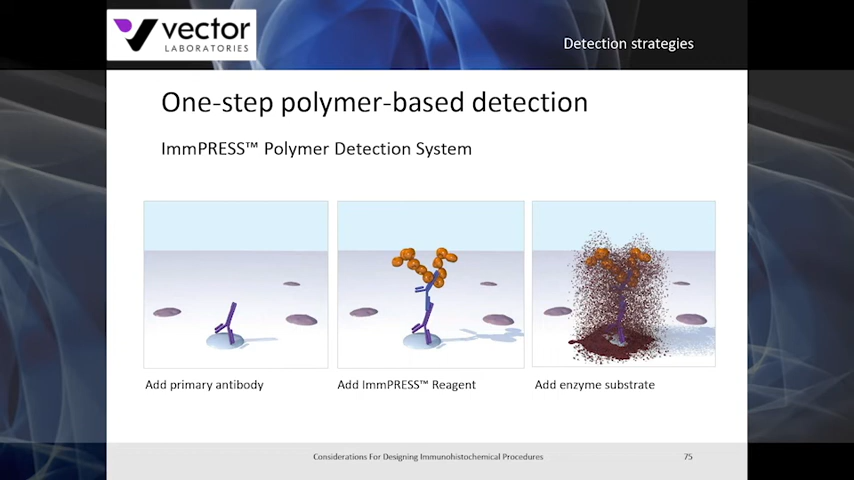 vector
LABORATORIES
Detection strategies
One-step polymer-based detection
ImmPRESS™ Polymer Detection System
Add primary antibody
Add ImmPRESS™ Reagent
Add enzyme substrate
Considerations For Designing Immunohistochemical Procedures
75